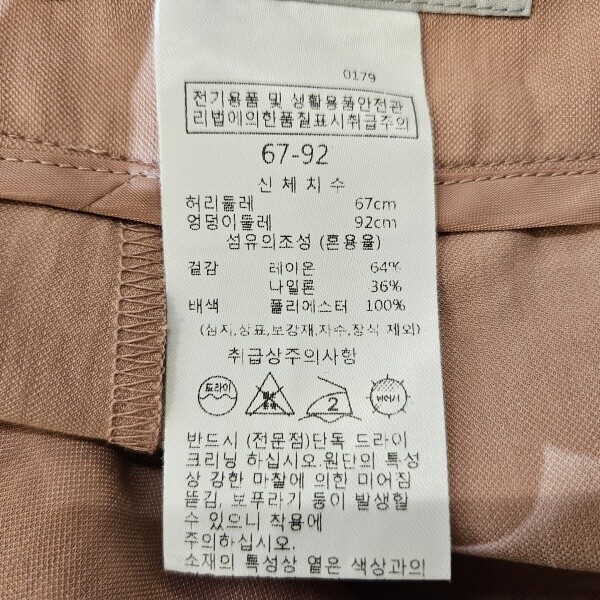 0179
전기용품 및 생활용품안전관
리법에의한품질표시취급주의
67-92
신 체 치 수
허리둘레 67cm
엉덩이둘레 92cm
섬유의조성 (혼용율)
겉감 레이온 64%
나일론 36%
배색 폴리에스터 100%
(심지,상표,보강재,자수,장식 제외)
취급상주의사항
드라이
2
반드시 (전문점)단독 드라이
크리닝 하십시오.원단의 특성
상 강한 마찰에 의한 미어짐
뜯김, 보푸라기 등이 발생할
수 있으니 착용에
주의하십시오.
소재의 특성상 옅은 색상과의